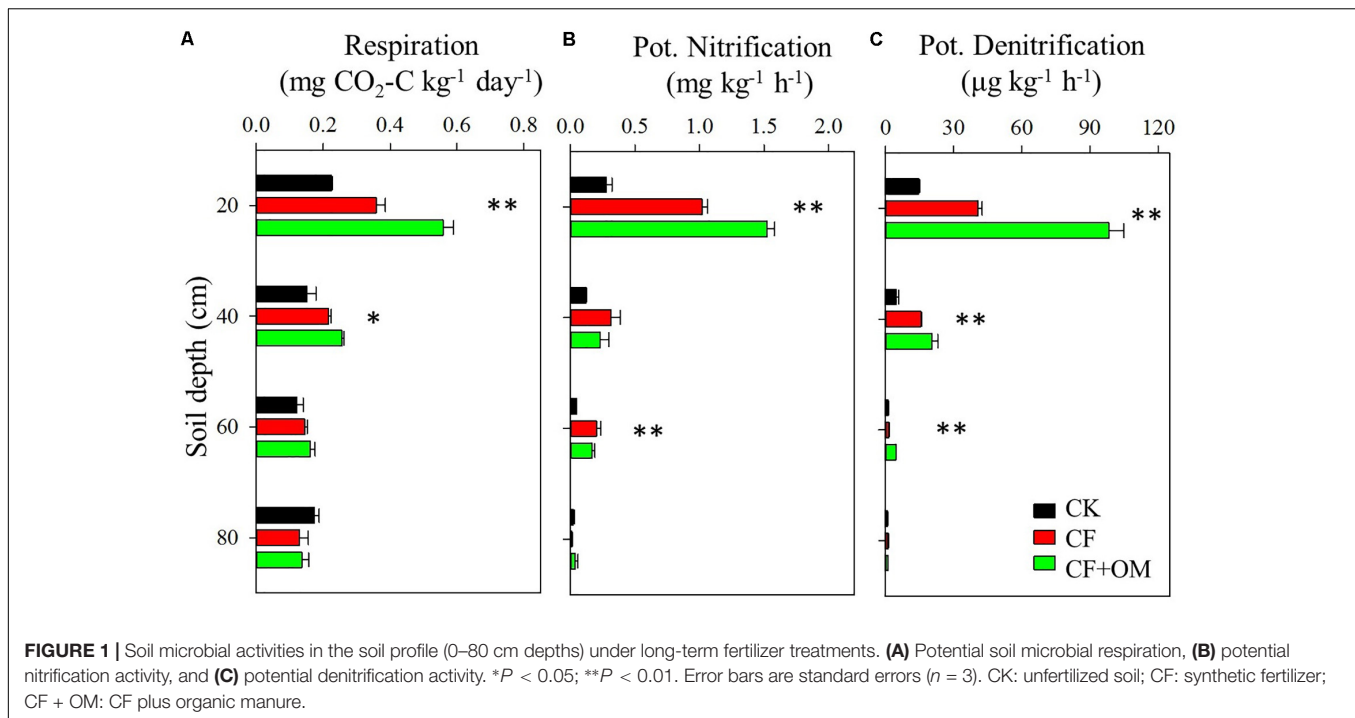 A
Respiration
(mg CO₂-C kg⁻¹ day⁻¹)
0.0 0.2 0.4 0.6 0.8
B
Pot. Nitrification
(mg kg⁻¹ h⁻¹)
0.0 0.5 1.0 1.5 2.0
C
Pot. Denitrification
(μg kg⁻¹ h⁻¹)
0 30 60 90 120
Soil depth (cm)
20
40
60
80
**
*
**
**
**
**
**
CK
CF
CF+OM
FIGURE 1 | Soil microbial activities in the soil profile (0–80 cm depths) under long-term fertilizer treatments. (A) Potential soil microbial respiration, (B) potential
nitrification activity, and (C) potential denitrification activity. *P < 0.05; **P < 0.01. Error bars are standard errors (n = 3). CK: unfertilized soil; CF: synthetic fertilizer;
CF + OM: CF plus organic manure.